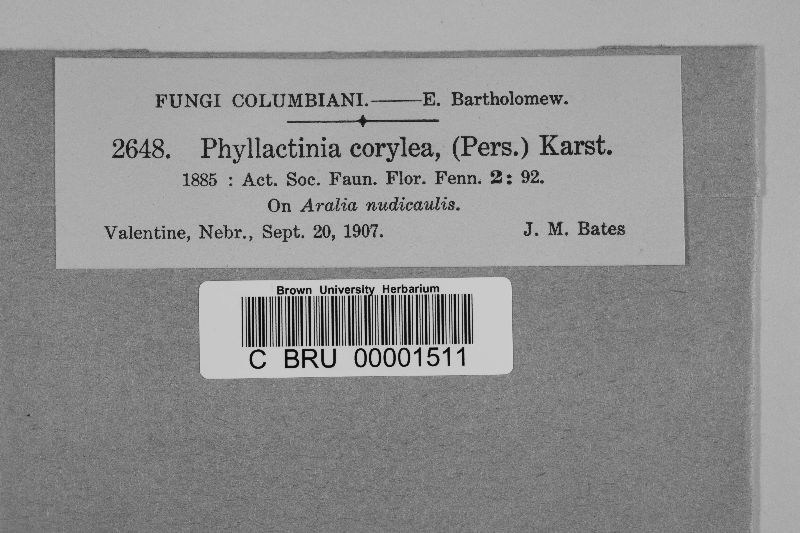 FUNGI COLUMBIANI.——E. Bartholomew.
2648. Phyllactinia corylea, (Pers.) Karst.
1885 : Act. Soc. Faun. Flor. Fenn. 2: 92.
On Aralia nudicaulis.
Valentine, Nebr., Sept. 20, 1907. J. M. Bates
Brown University Herbarium
C BRU 00001511